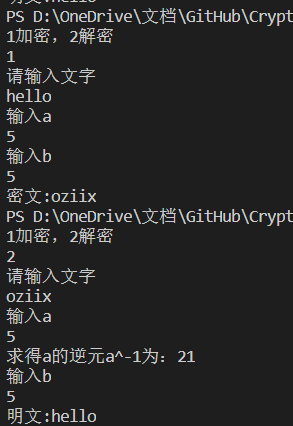 明文:hello
PS D:\OneDrive\文档\GitHub\Crypt
1加密，2解密
1
请输入文字
hello
输入a
5
输入b
5
密文:oziix
PS D:\OneDrive\文档\GitHub\Crypt
1加密，2解密
2
请输入文字
oziix
输入a
5
求得a的逆元a^-1为：21
输入b
5
明文:hello